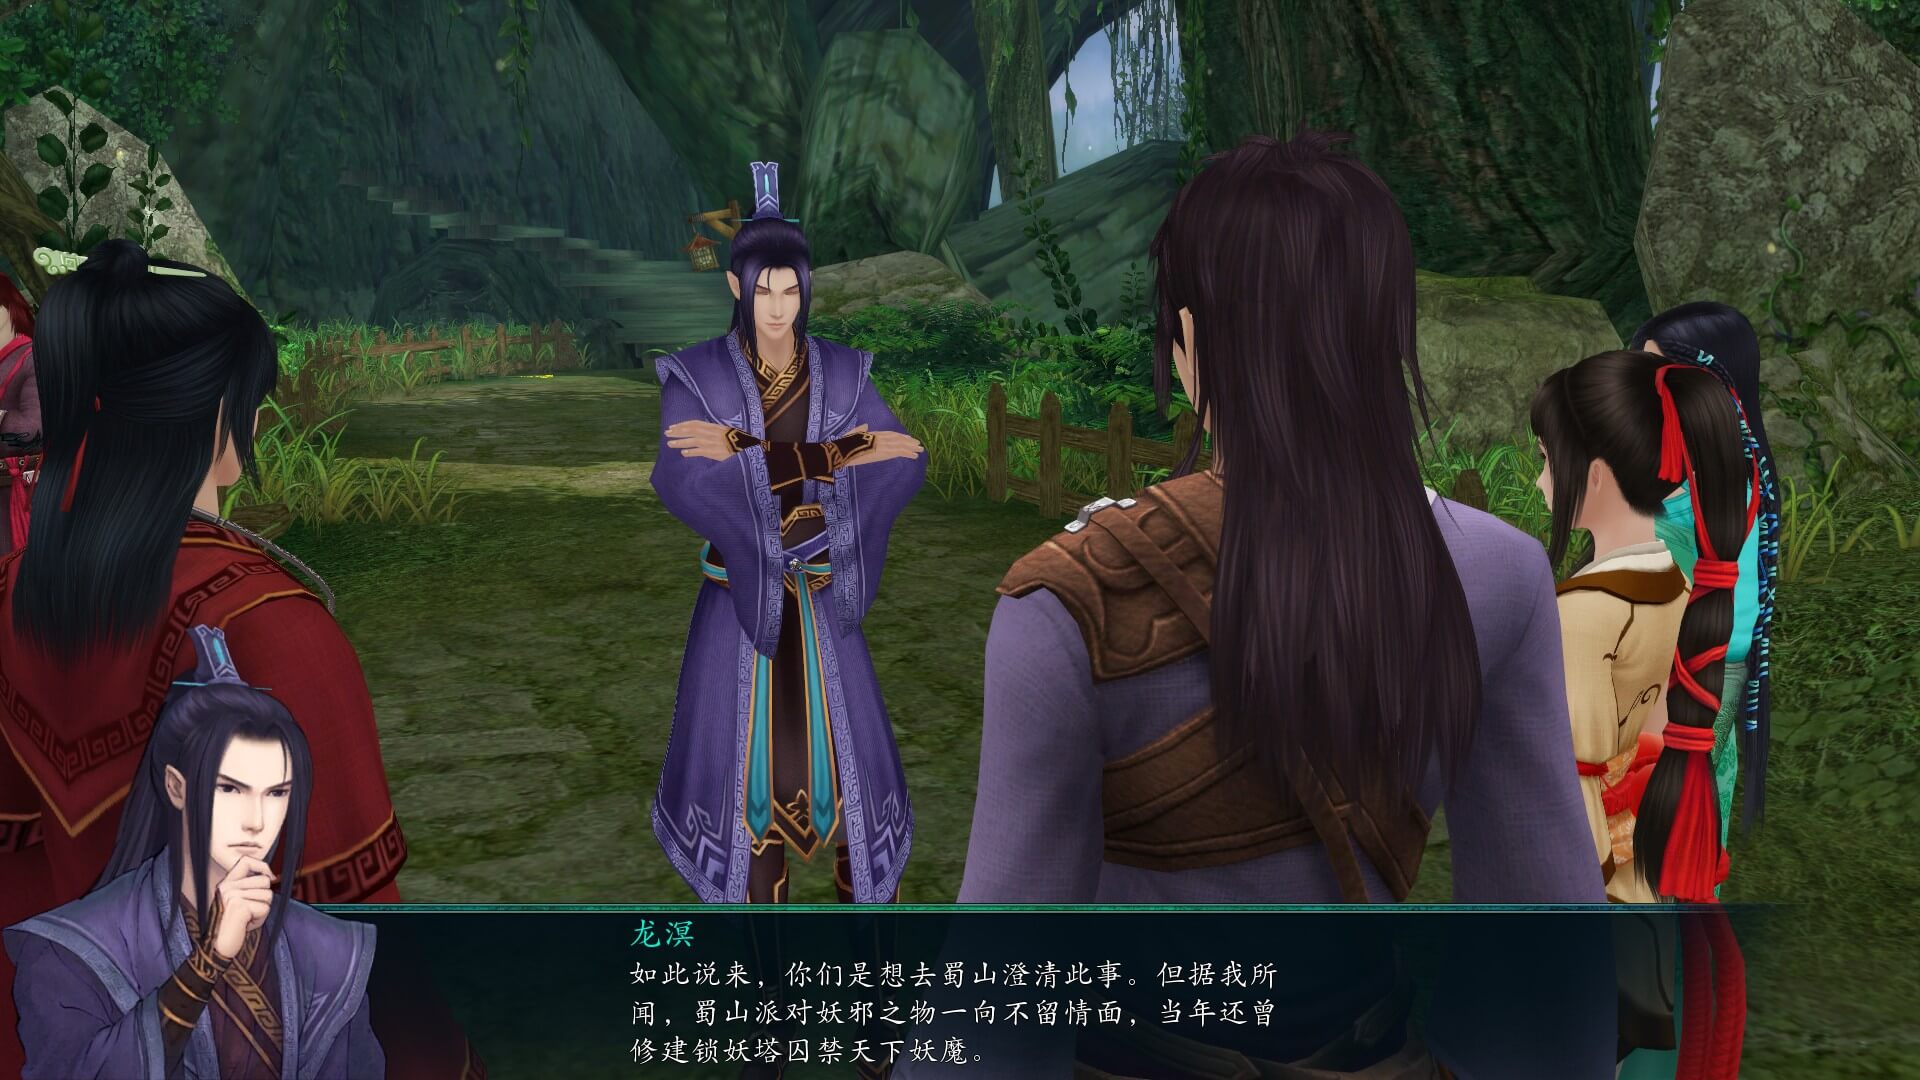 龙溟
如此说来，你们是想去蜀山澄清此事。但据我所
闻，蜀山派对妖邪之物一向不留情面，当年还曾
修建锁妖塔囚禁天下妖魔。